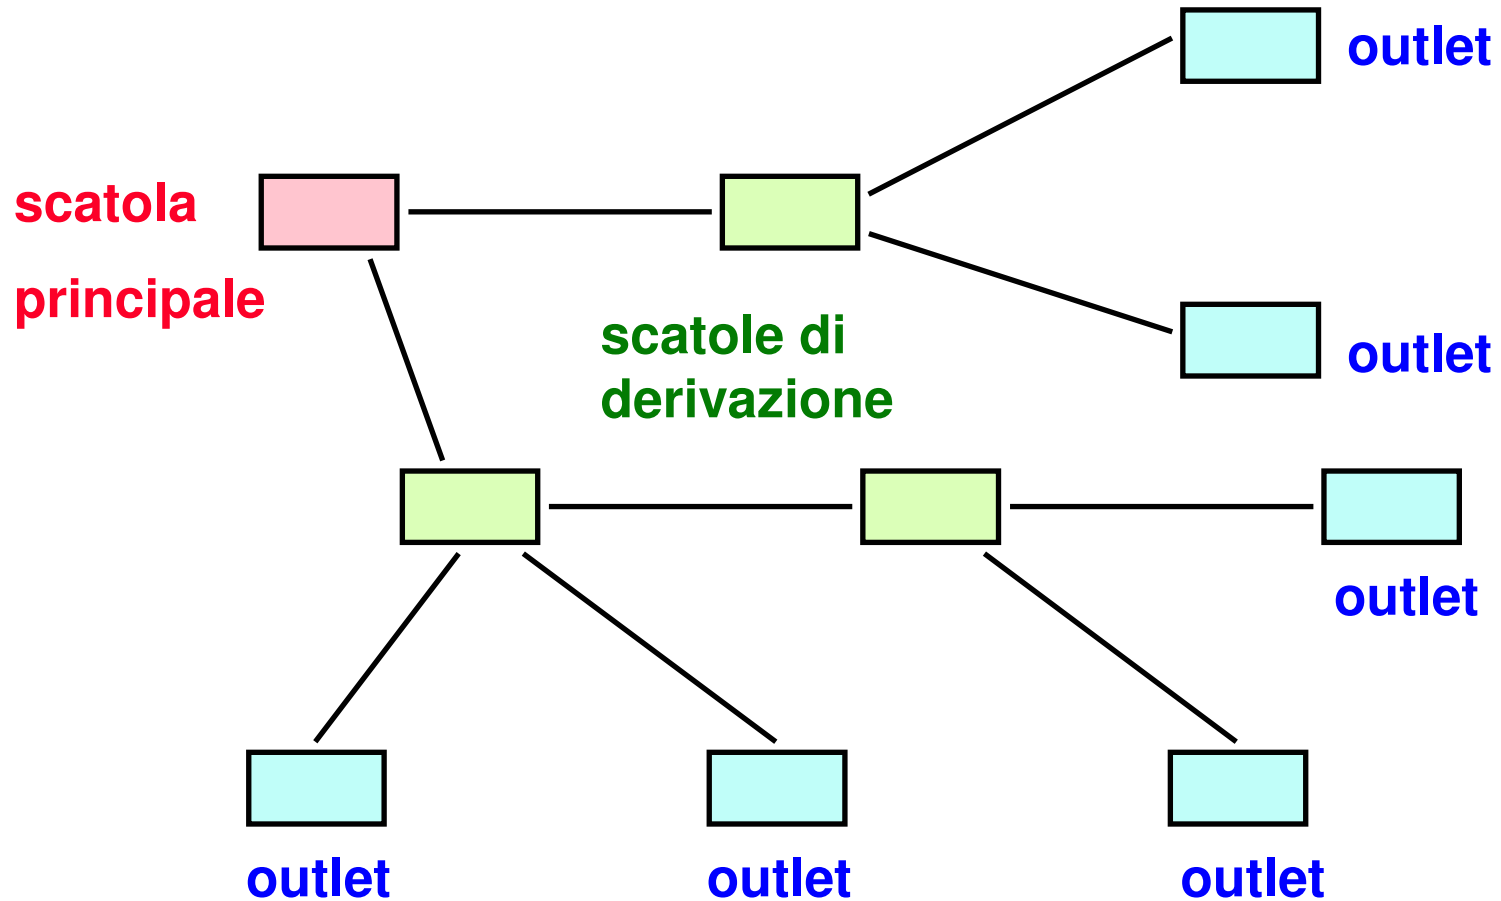 outlet
scatola
principale
scatole di
derivazione
outlet
outlet
outlet
outlet
outlet